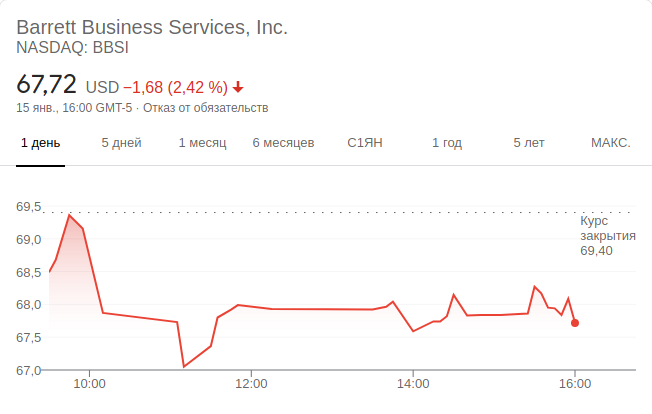 Barrett Business Services, Inc.
NASDAQ: BBSI
67,72 USD −1,68 (2,42 %)
15 янв., 16:00 GMT-5 · Отказ от обязательств
1 день 5 дней 1 месяц 6 месяцев С1ЯН 1 год 5 лет МАКС.
69,5
69,0
68,5
68,0
67,5
67,0
Курс
закрытия
69,40
10:00 12:00 14:00 16:00